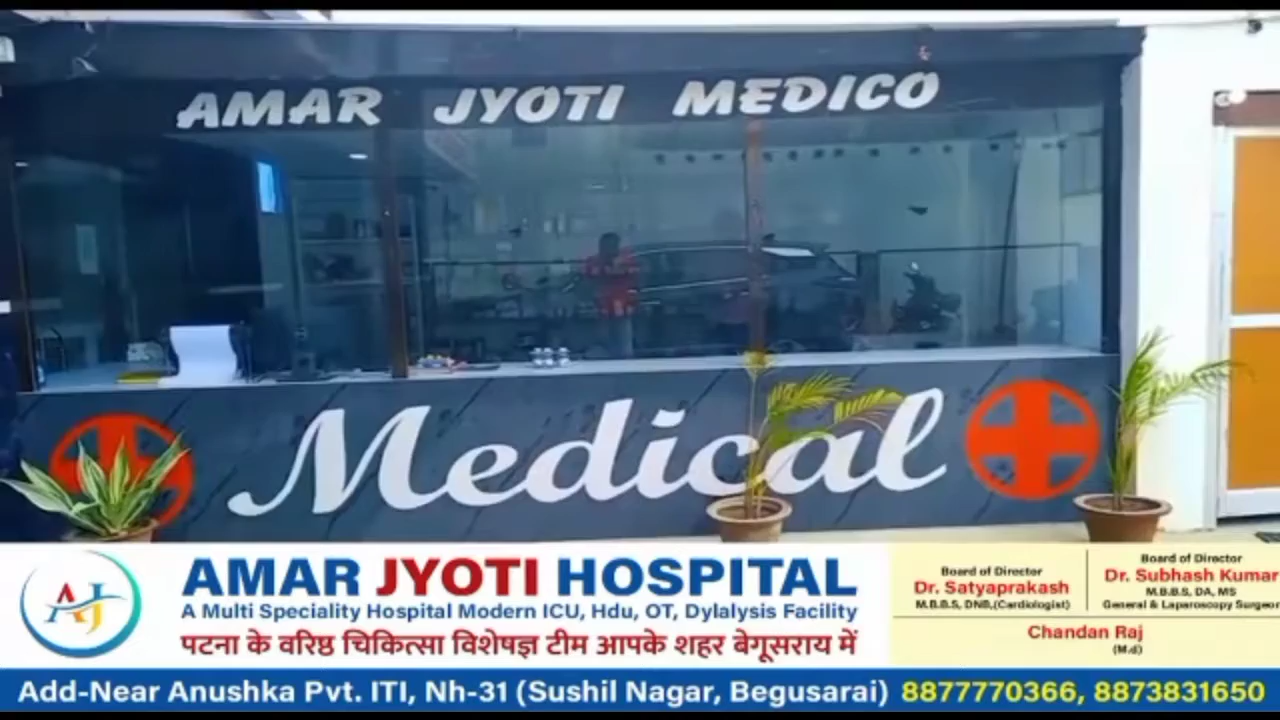 AMAR JYOTI MEDICO
Medical
AJ
AMAR JYOTI HOSPITAL
A Multi Speciality Hospital Modern ICU, Hdu, OT, Dylalysis Facility
पटना के वरिष्ठ चिकित्सा विशेषज्ञ टीम आपके शहर बेगूसराय में
Board of Director
Dr. Satyaprakash
M.B.B.S, DNB,(Cardiologist)
Board of Director
Dr. Subhash Kumar
M.B.B.S, DA, MS
General & Laparoscopy Surgeon
Chandan Raj
(M.d)
Add-Near Anushka Pvt. ITI, Nh-31 (Sushil Nagar, Begusarai) 8877770366, 8873831650